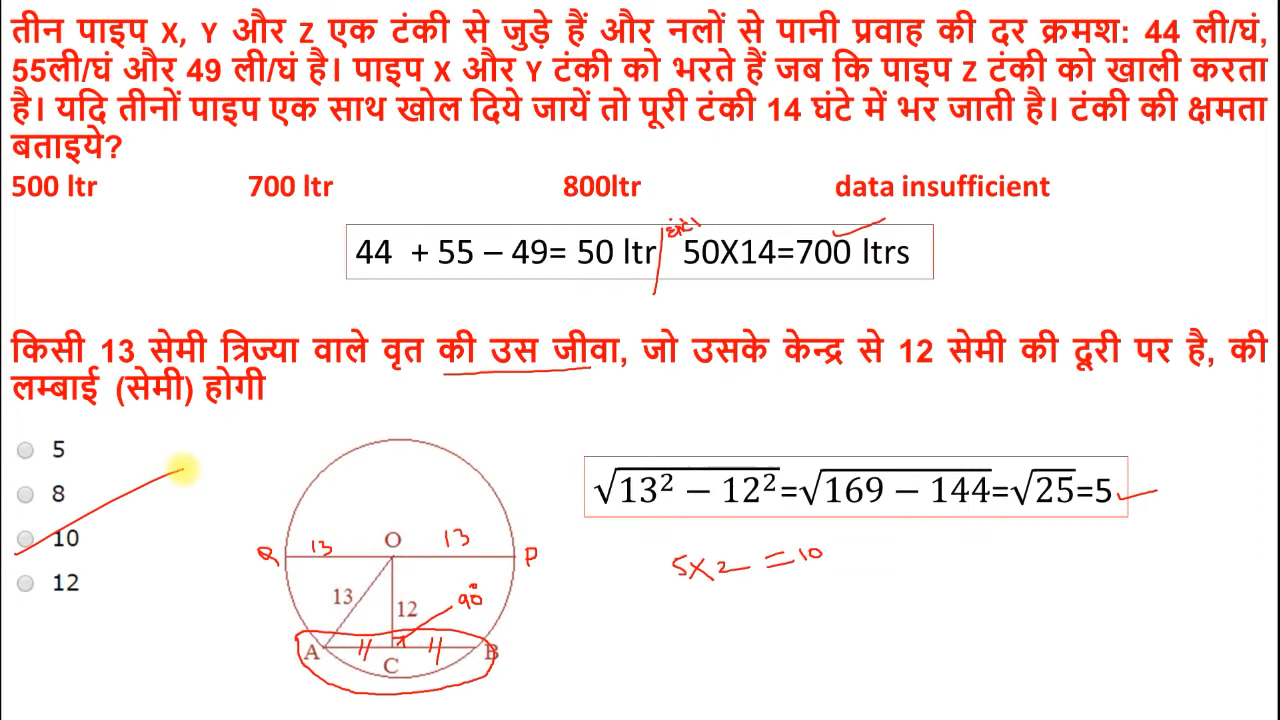 तीन पाइप X, Y और Z एक टंकी से जुड़े हैं और नलों से पानी प्रवाह की दर क्रमश: 44 ली/घं,
55ली/घं और 49 ली/घं है। पाइप X और Y टंकी को भरते हैं जब कि पाइप Z टंकी को खाली करता
है। यदि तीनों पाइप एक साथ खोल दिये जायें तो पूरी टंकी 14 घंटे में भर जाती है। टंकी की क्षमता
बताइये?
500 ltr 700 ltr 800ltr data insufficient
44 + 55 – 49= 50 ltr/घंटा 50X14=700 ltrs
किसी 13 सेमी त्रिज्या वाले वृत की उस जीवा, जो उसके केन्द्र से 12 सेमी की दूरी पर है, की
लम्बाई (सेमी) होगी
5
8
10
12
√13² − 12²=√169 − 144=√25=5
5x2 = 10
O
13 13
Q P
13
12
90°
A
C
B